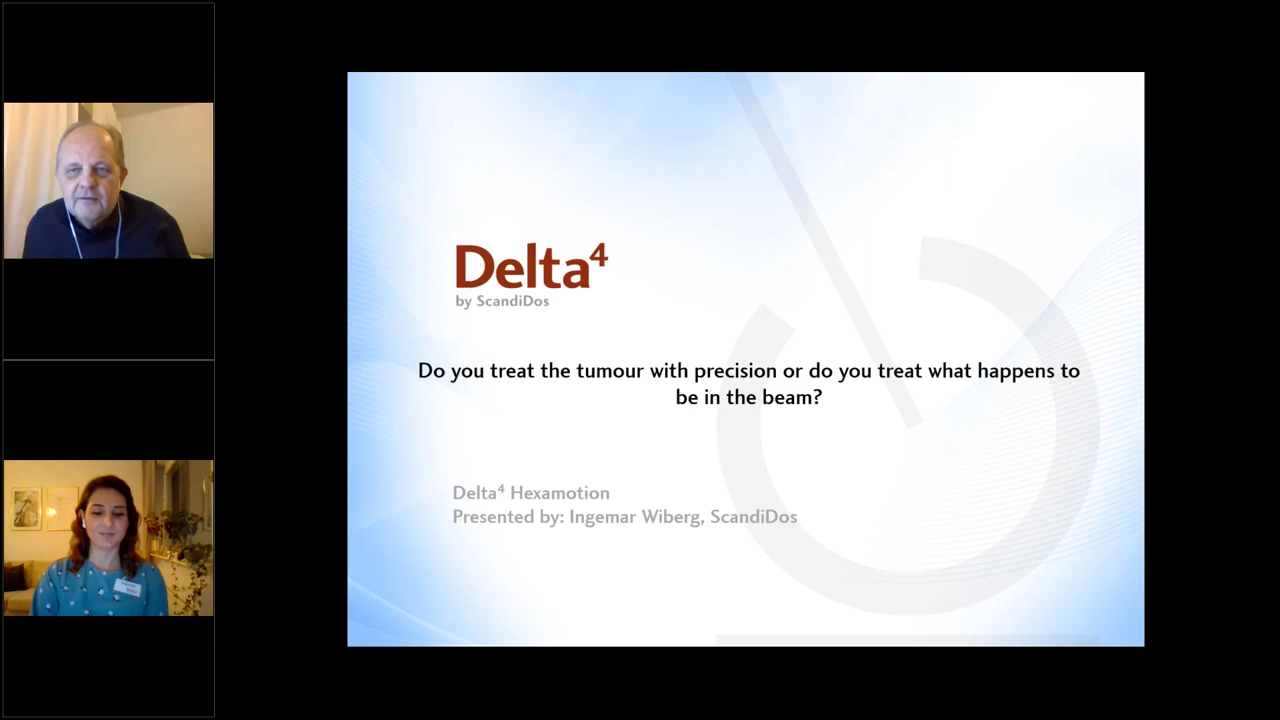 Delta⁴
by ScandiDos
Do you treat the tumour with precision or do you treat what happens to
be in the beam?
Delta⁴ Hexamotion
Presented by: Ingemar Wiberg, ScandiDos